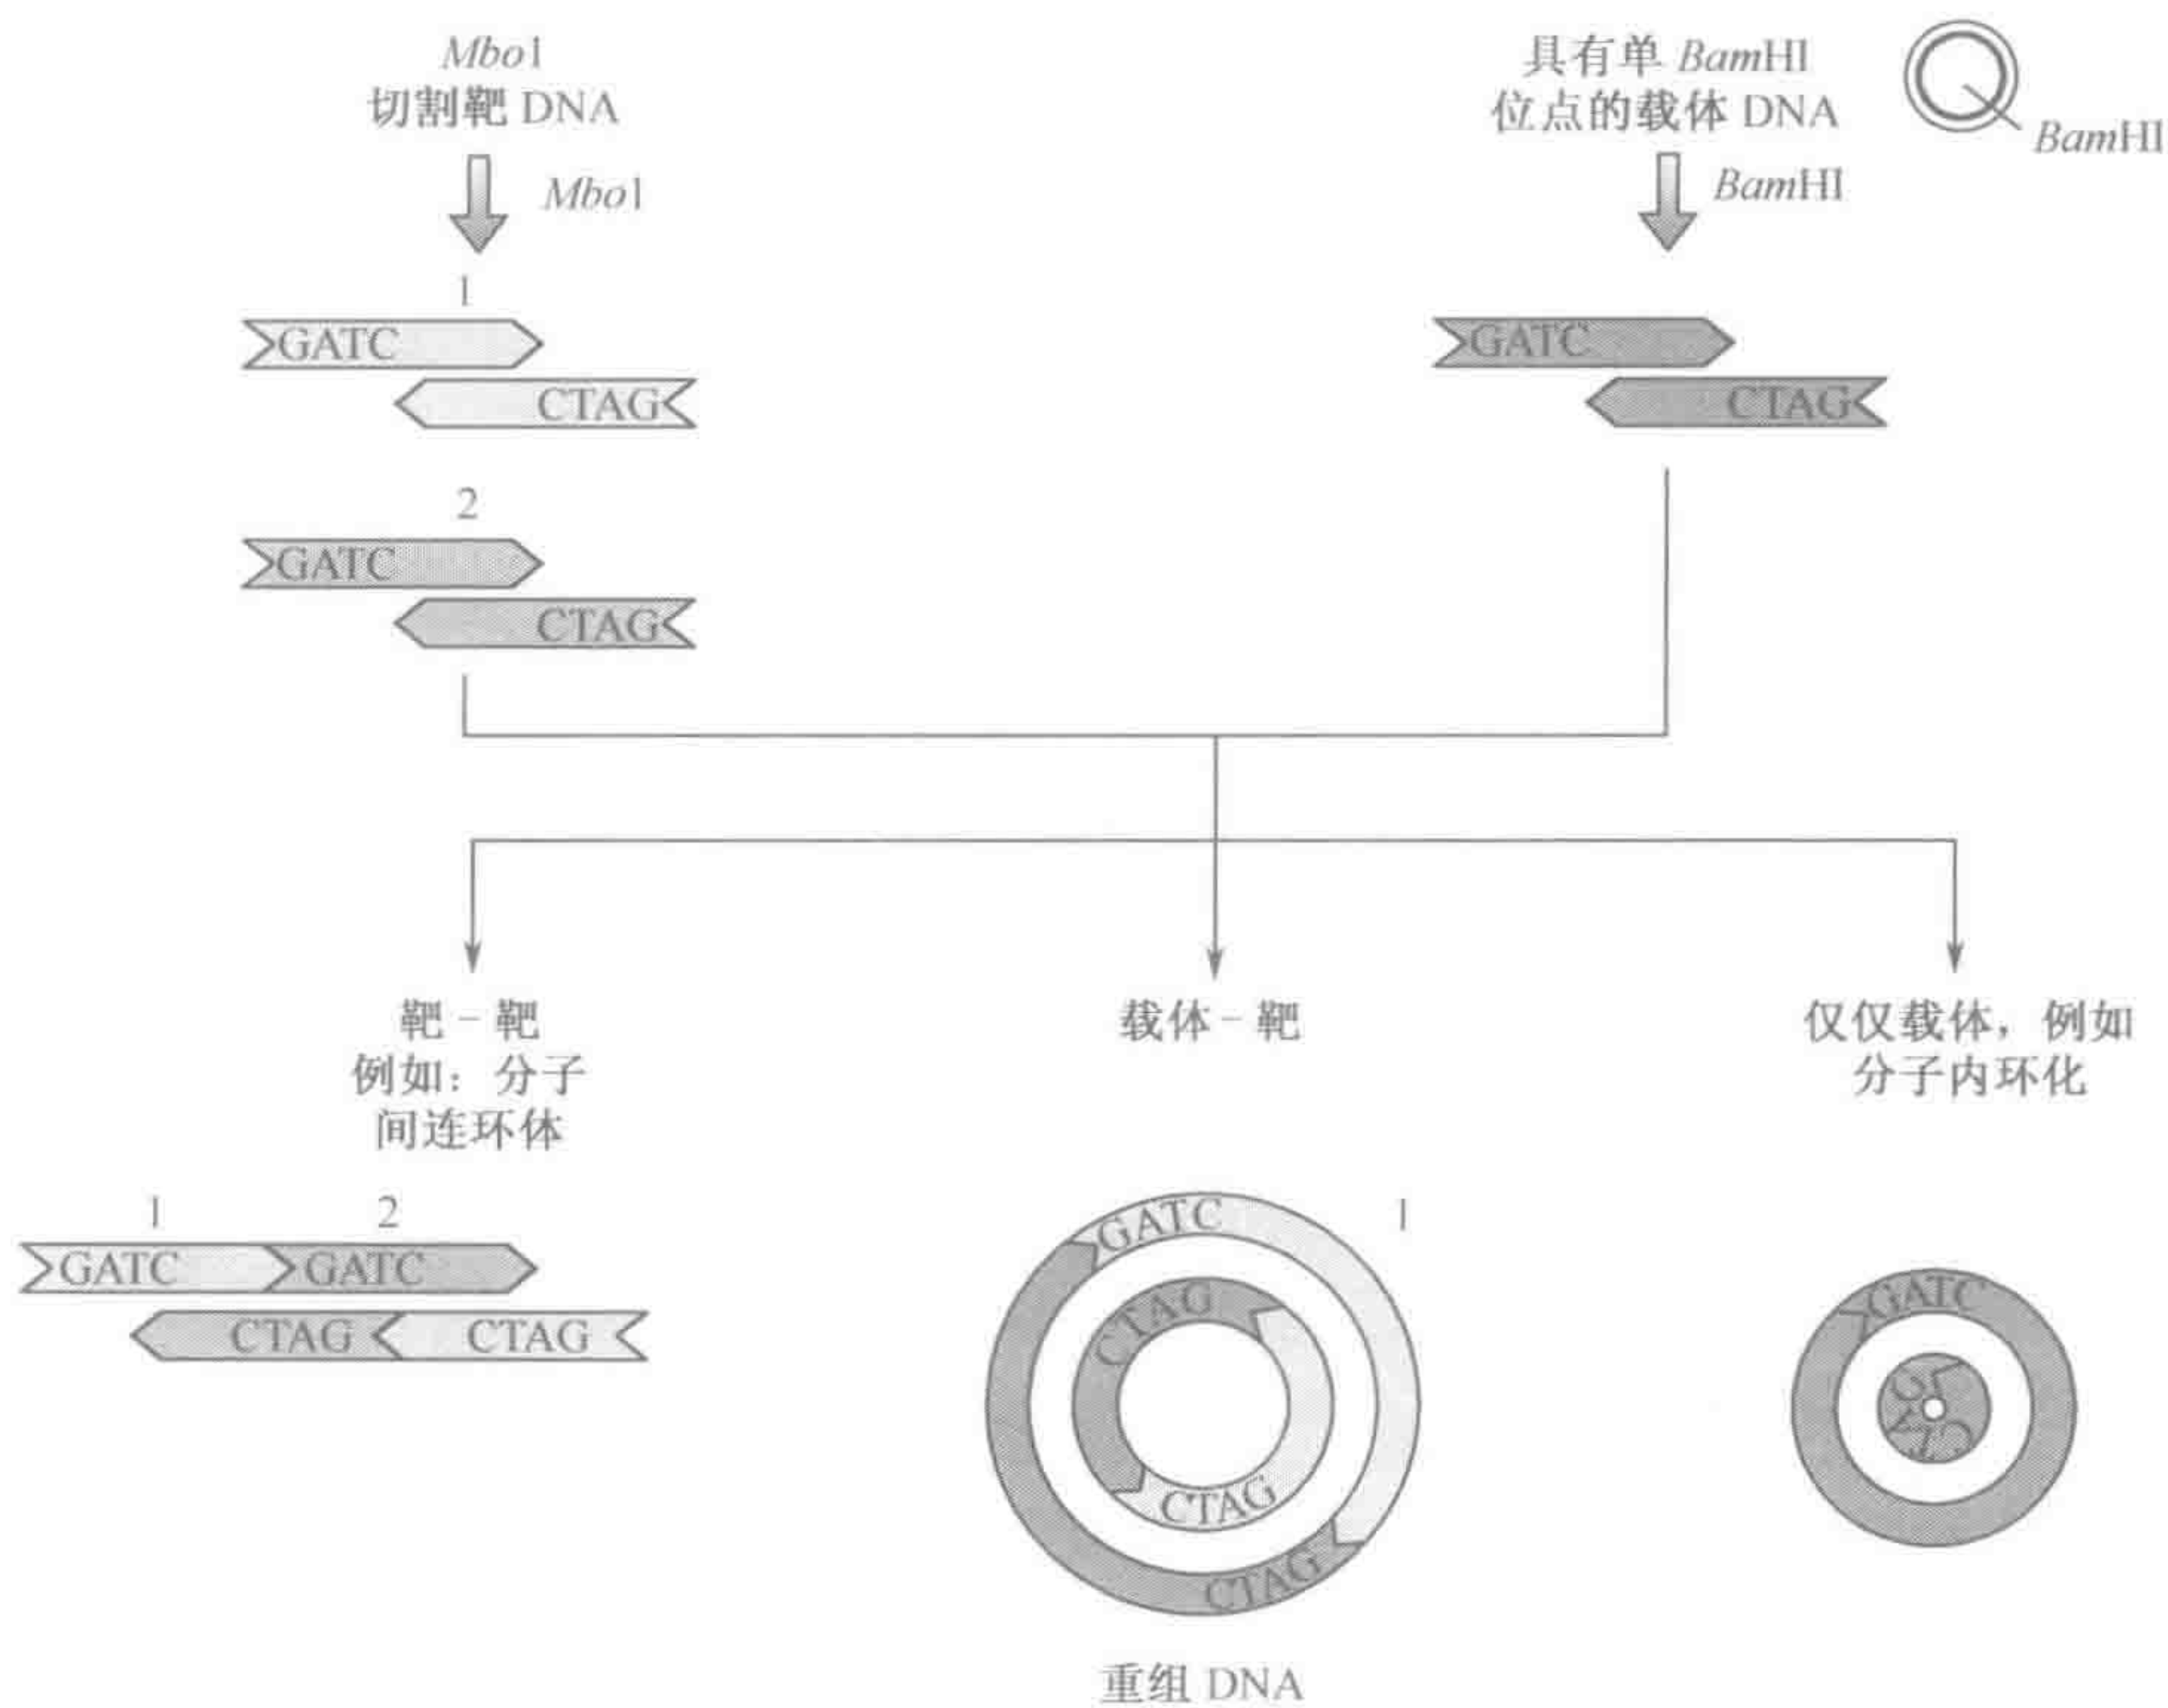 Mbo1
切割靶 DNA
Mbo1
具有单 BamHI
位点的载体 DNA
BamHI
BamHI
1
GATC
CTAG
2
GATC
CTAG
GATC
CTAG
靶-靶
例如：分子
间连环体
载体-靶
仅仅载体，例如
分子内环化
1 2
GATC GATC
CTAG CTAG
GATC
1
CTAG
CTAG
CTAG
GATC
CTAG
重组 DNA